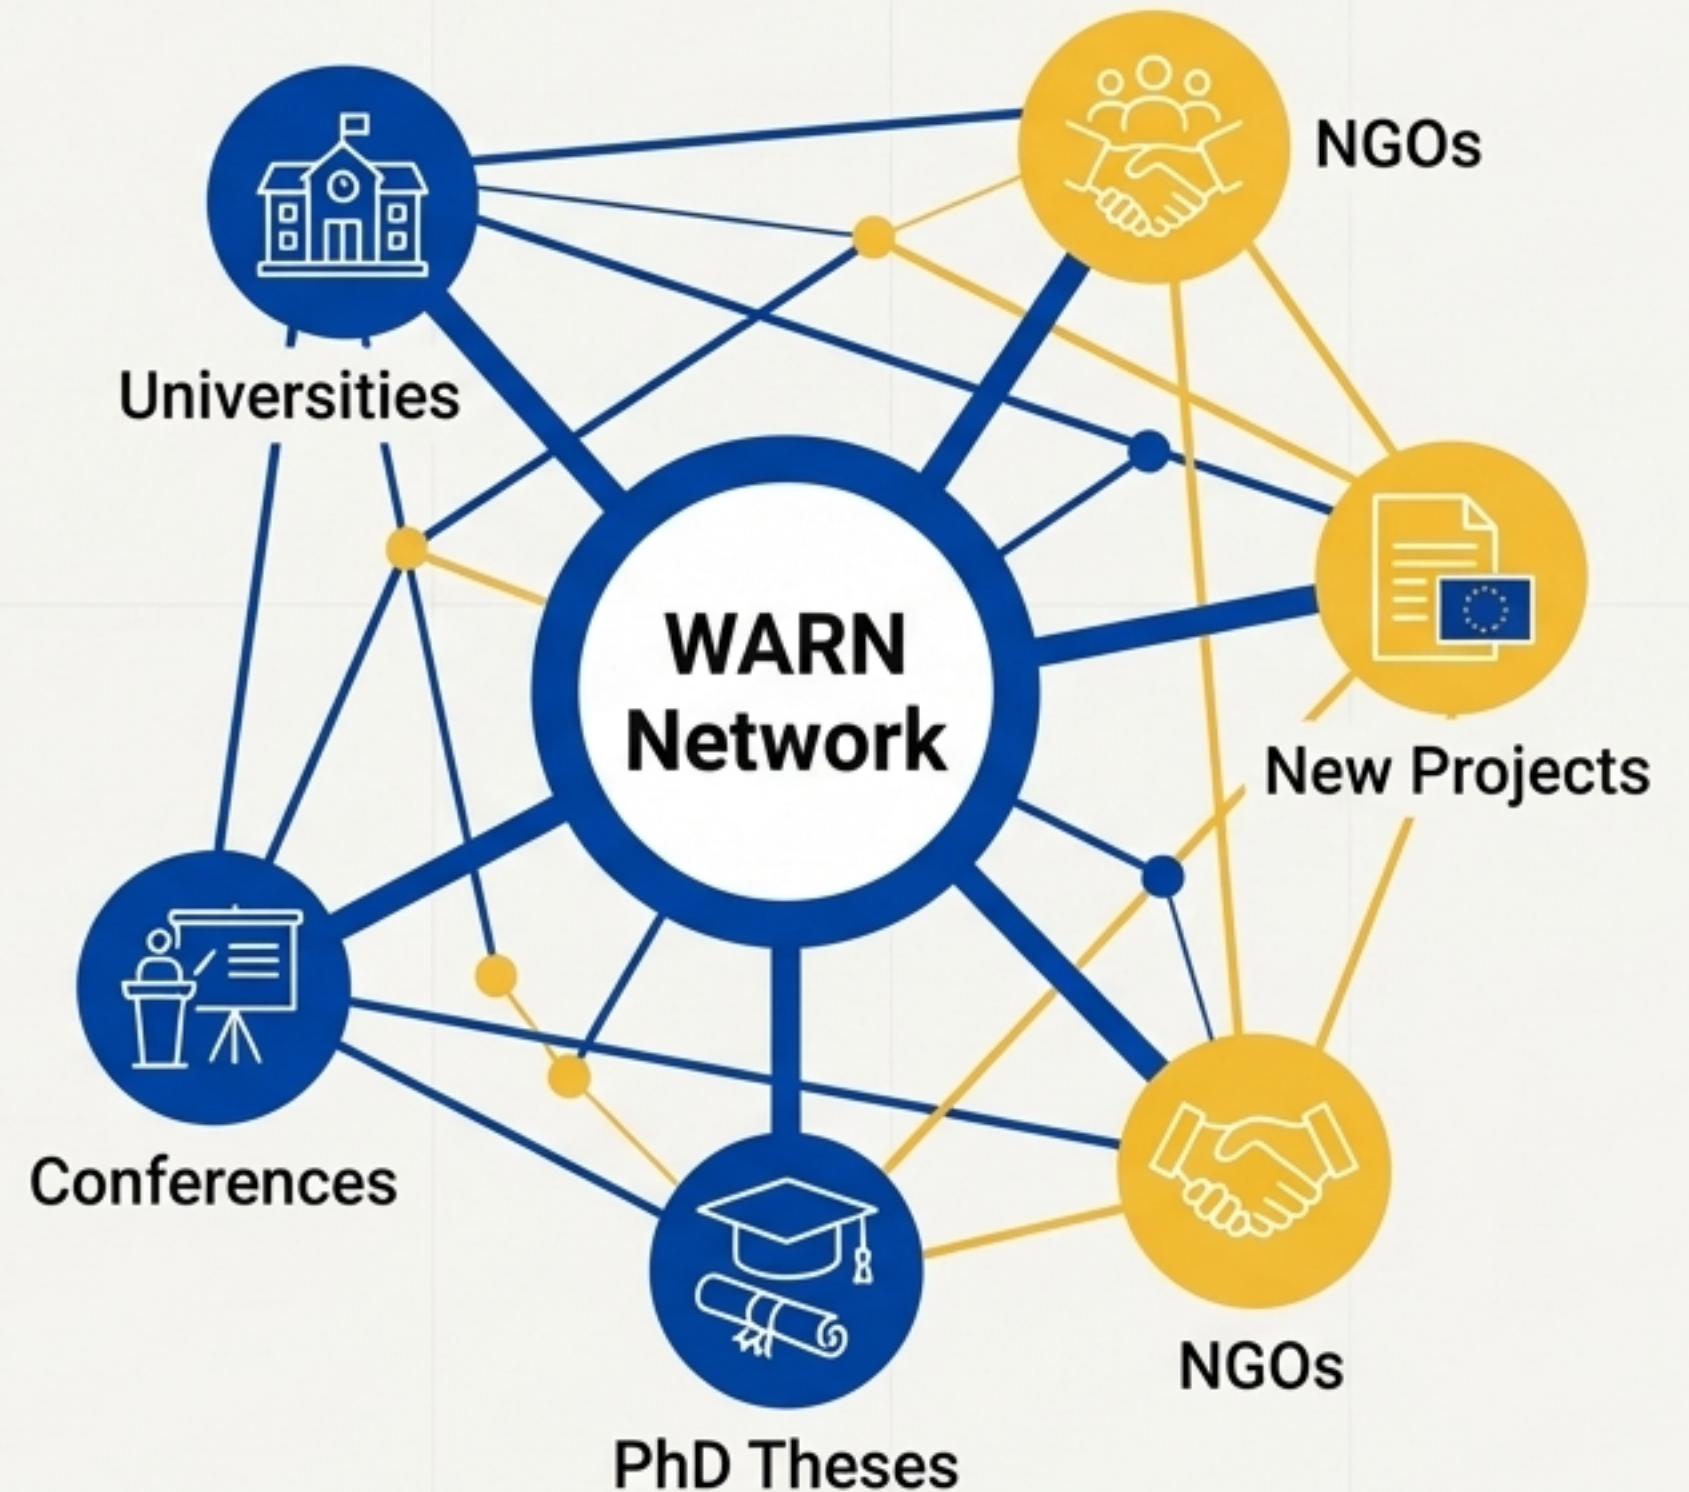 NGOs
Universities
WARN
Network
New Projects
Conferences
NGOs
PhD Theses